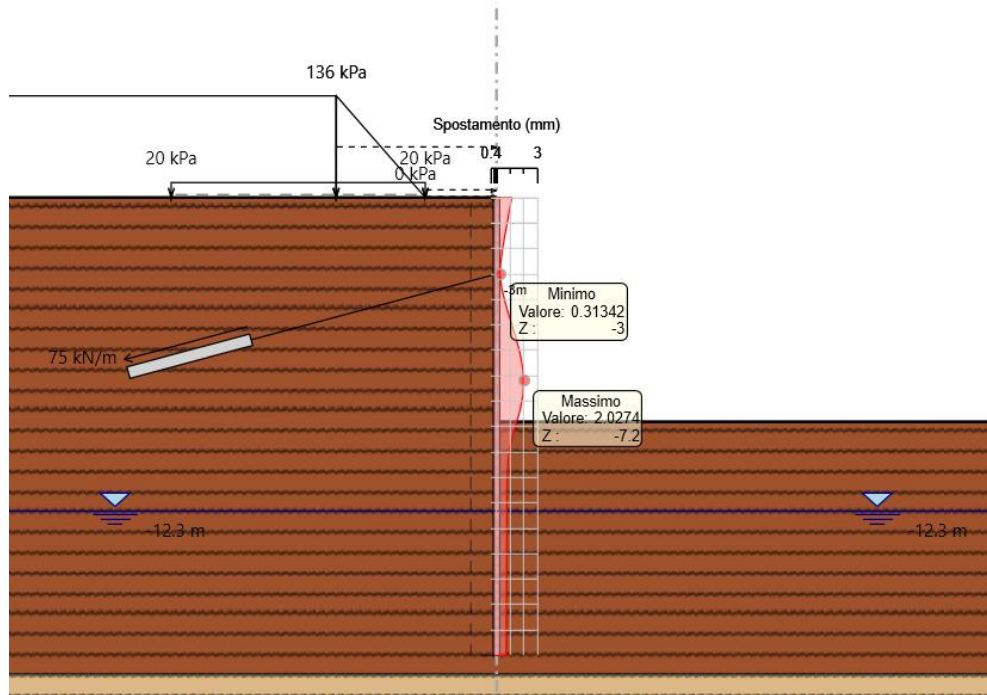 136 kPa
Spostamento (mm)
0.4 3
20 kPa
20 kPa
0 kPa
-3m
Minimo
Valore: 0.31342
Z : -3
75 kN/m
Massimo
Valore: 2.0274
Z : -7.2
-12.3 m
-12.3 m